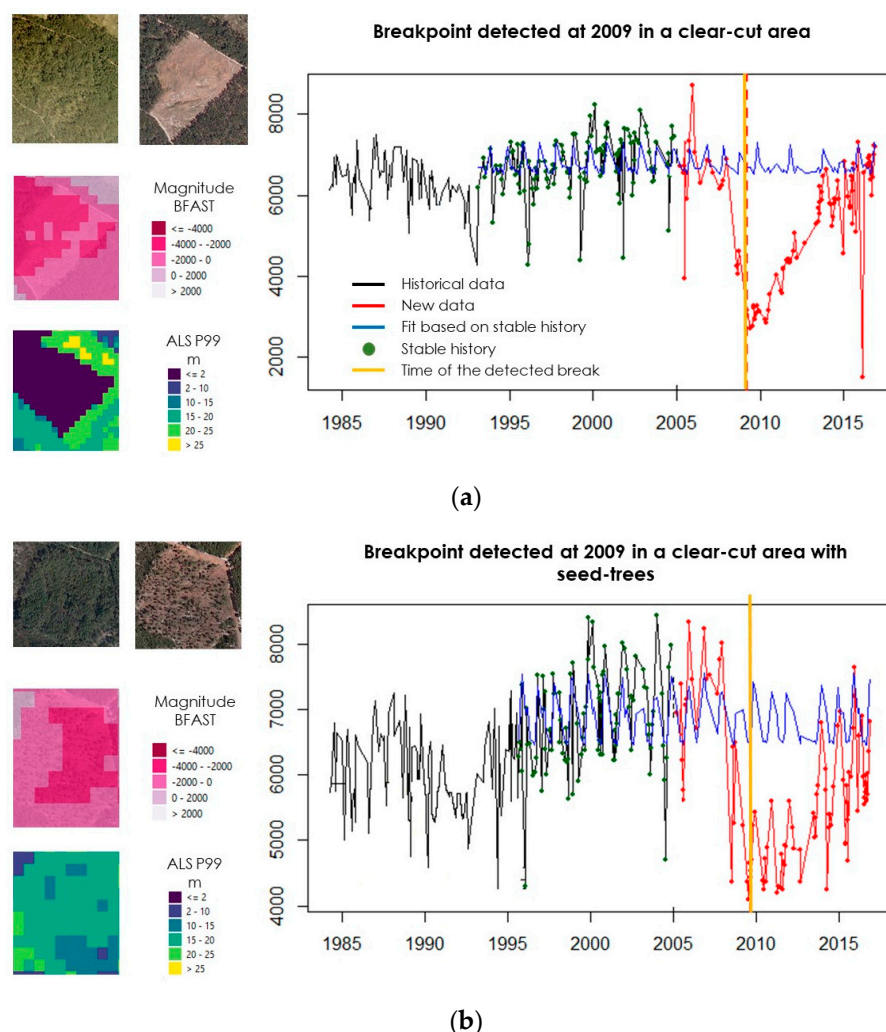 Breakpoint detected at 2009 in a clear-cut area
Magnitude
BFAST
<= -4000
-4000 - -2000
-2000 - 0
0 - 2000
> 2000
ALS P99
m
<= 2
2 - 10
10 - 15
15 - 20
20 - 25
> 25
8000
6000
4000
2000
Historical data
New data
Fit based on stable history
Stable history
Time of the detected break
1985 1990 1995 2000 2005 2010 2015
(a)
Breakpoint detected at 2009 in a clear-cut area with
seed-trees
Magnitude
BFAST
<= -4000
-4000 - -2000
-2000 - 0
0 - 2000
> 2000
ALS P99
m
<= 2
2 - 10
10 - 15
15 - 20
20 - 25
> 25
8000
7000
6000
5000
4000
1985 1990 1995 2000 2005 2010 2015
(b)